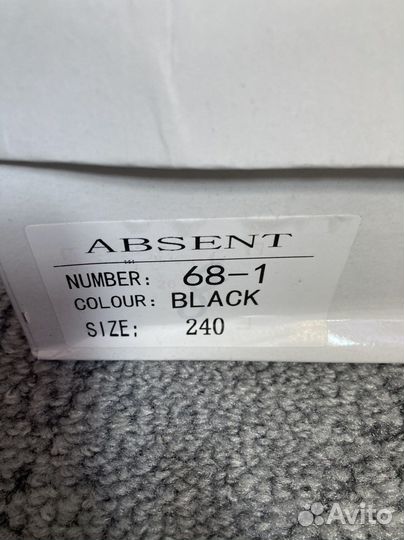 ABSENT
NUMBER: 68-1
COLOUR: BLACK
SIZE: 240
Avito